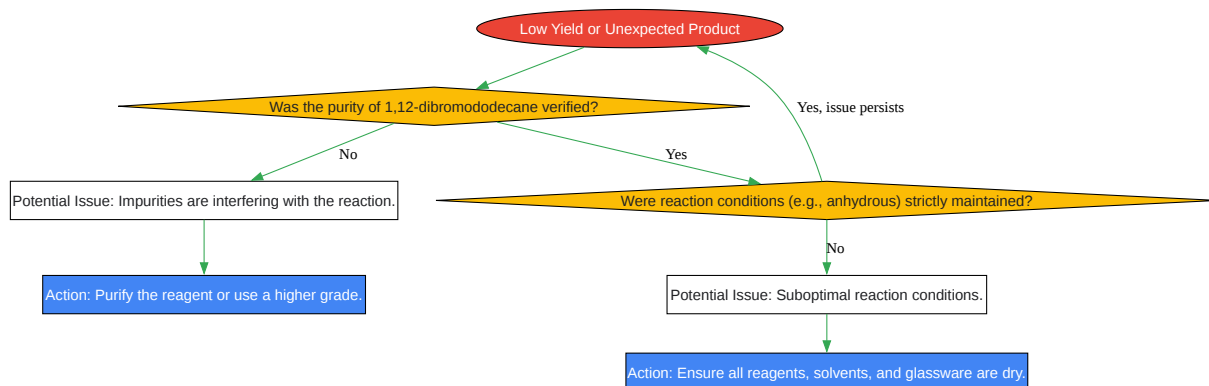 Low Yield or Unexpected Product
Was the purity of 1,12-dibromododecane verified?
Yes, issue persists
No
Yes
Potential Issue: Impurities are interfering with the reaction.
Were reaction conditions (e.g., anhydrous) strictly maintained?
No
Action: Purify the reagent or use a higher grade.
Potential Issue: Suboptimal reaction conditions.
Action: Ensure all reagents, solvents, and glassware are dry.